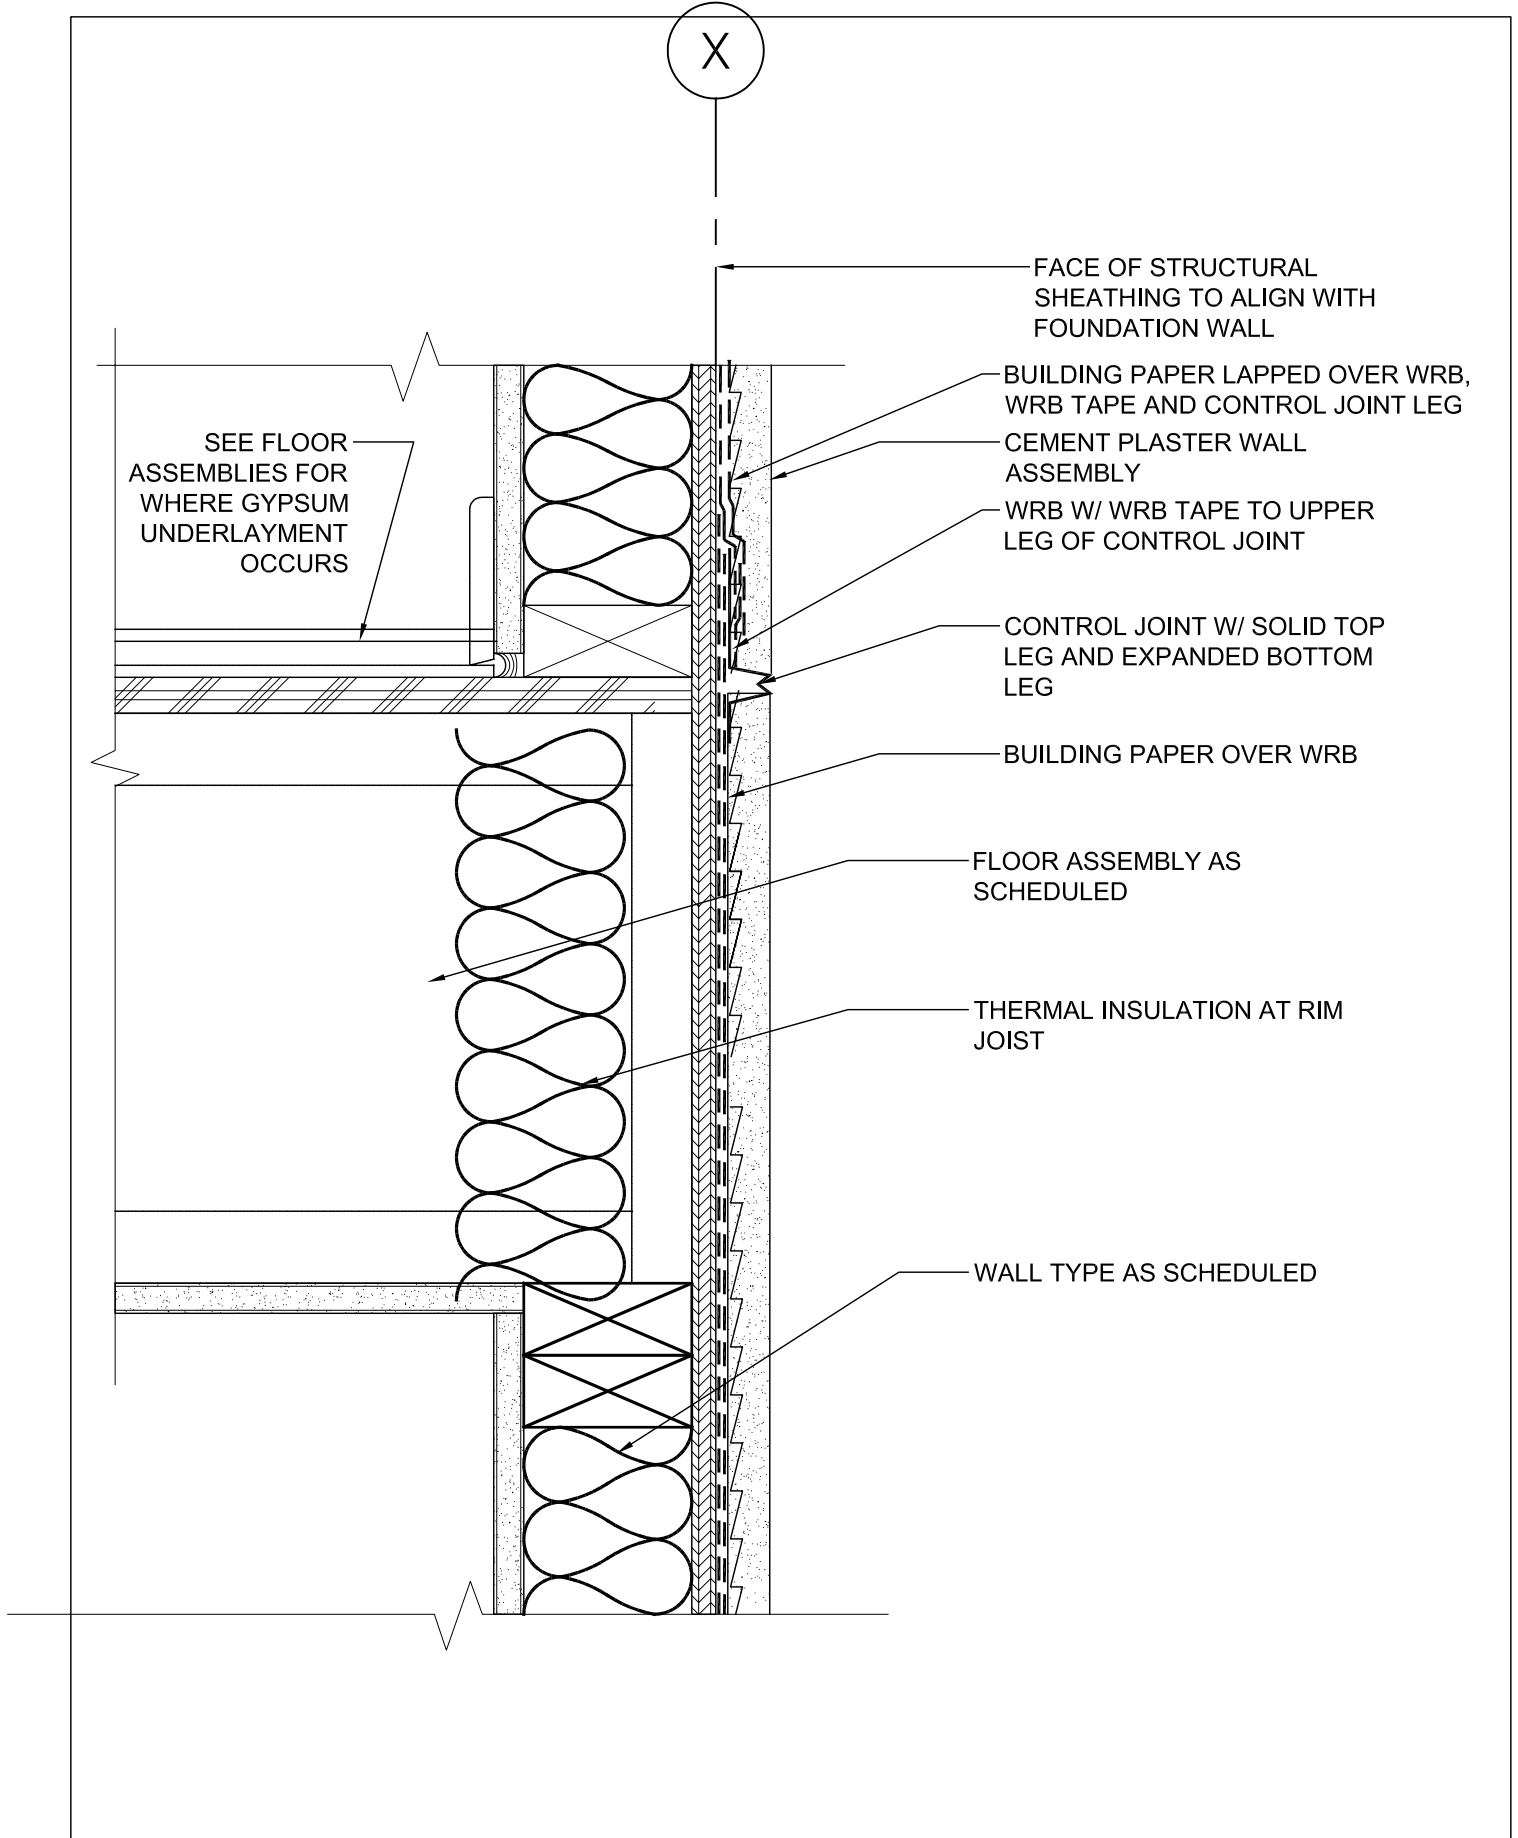 X
FACE OF STRUCTURAL
SHEATHING TO ALIGN WITH
FOUNDATION WALL
BUILDING PAPER LAPPED OVER WRB,
WRB TAPE AND CONTROL JOINT LEG
CEMENT PLASTER WALL
ASSEMBLY
SEE FLOOR
ASSEMBLIES FOR
WHERE GYPSUM
UNDERLAYMENT
OCCURS
WRB W/ WRB TAPE TO UPPER
LEG OF CONTROL JOINT
CONTROL JOINT W/ SOLID TOP
LEG AND EXPANDED BOTTOM
LEG
BUILDING PAPER OVER WRB
FLOOR ASSEMBLY AS
SCHEDULED
THERMAL INSULATION AT RIM
JOIST
WALL TYPE AS SCHEDULED